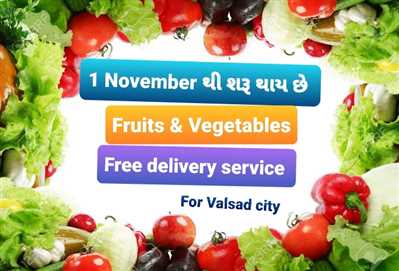 1 November થી શરૂ થાય છે
Fruits & Vegetables
Free delivery service
For Valsad city